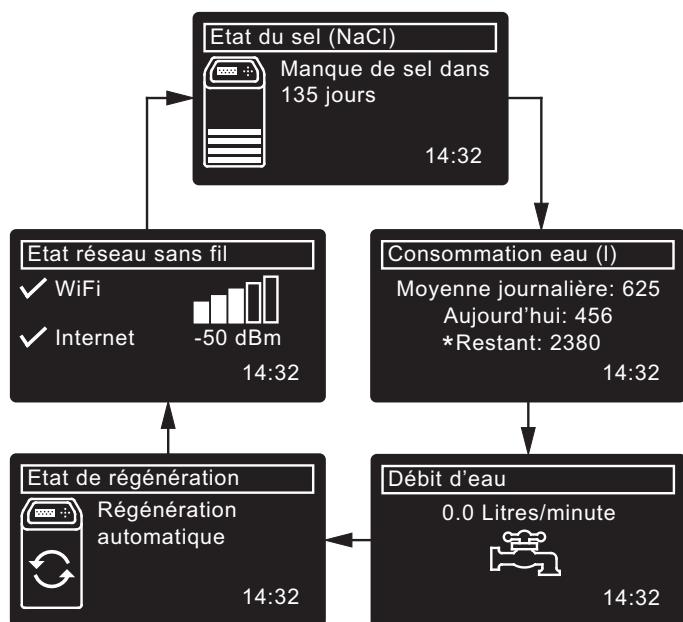 Etat du sel (NaCl)
Manque de sel dans
135 jours
14:32
Consommation eau (l)
Moyenne journalière: 625
Aujourd'hui: 456
*Restant: 2380
14:32
Débit d'eau
0.0 Litres/minute
14:32
Etat de régénération
Régénération
automatique
14:32
Etat réseau sans fil
WiFi
Internet
-50 dBm
14:32